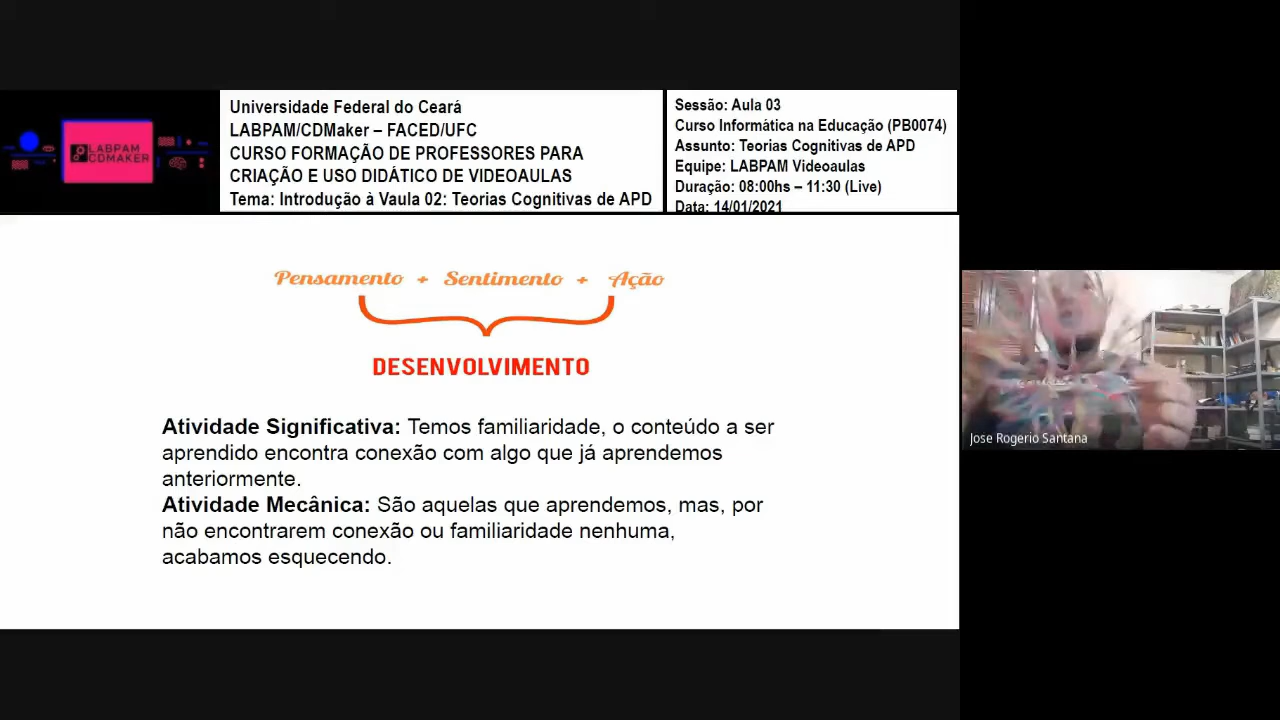 LABPAM
CDMAKER
Universidade Federal do Ceará
LABPAM/CDMaker – FACED/UFC
CURSO FORMAÇÃO DE PROFESSORES PARA
CRIAÇÃO E USO DIDÁTICO DE VIDEOAULAS
Tema: Introdução à Vaula 02: Teorias Cognitivas de APD
Sessão: Aula 03
Curso Informática na Educação (PB0074)
Assunto: Teorias Cognitivas de APD
Equipe: LABPAM Videoaulas
Duração: 08:00hs – 11:30 (Live)
Data: 14/01/2021
Pensamento + Sentimento + Ação
DESENVOLVIMENTO
Atividade Significativa: Temos familiaridade, o conteúdo a ser
aprendido encontra conexão com algo que já aprendemos
anteriormente.
Atividade Mecânica: São aquelas que aprendemos, mas, por
não encontrarem conexão ou familiaridade nenhuma,
acabamos esquecendo.
Jose Rogerio Santana